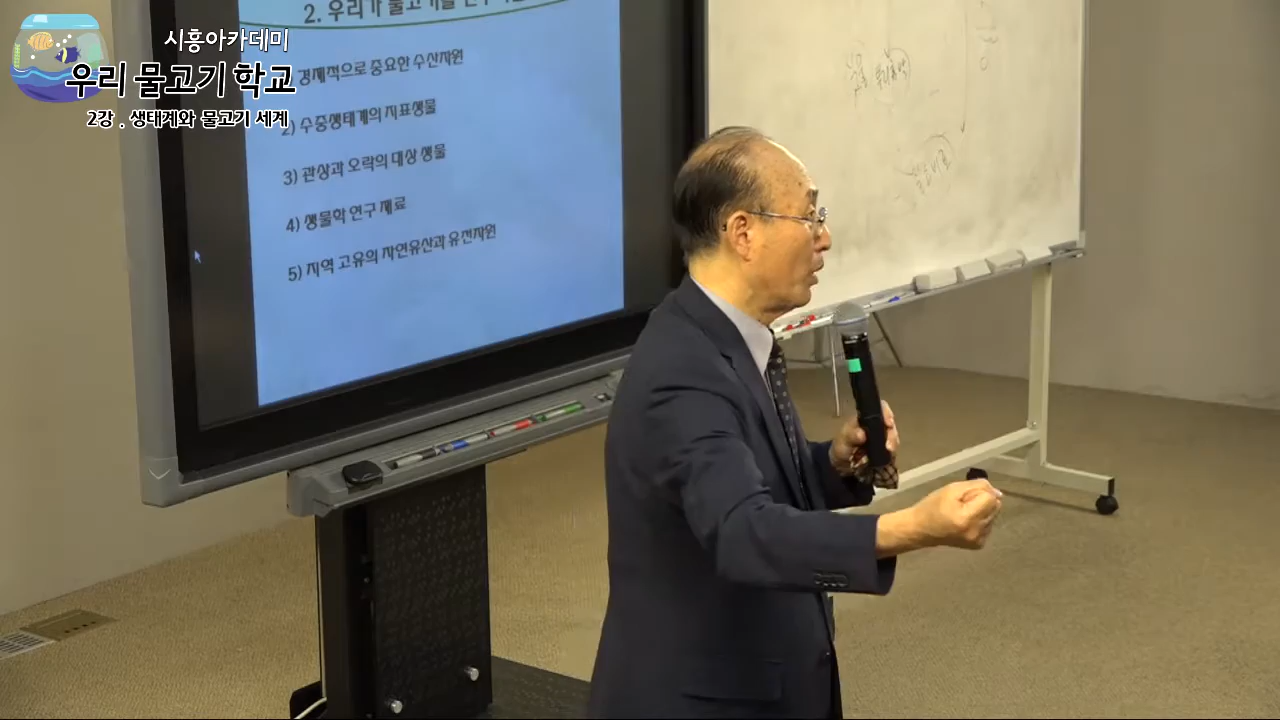 시흥아카데미
우리 물고기 학교
2강 . 생태계와 물고기 세계
2. 우리가 물고기를 연구
경제적으로 중요한 수산자원
2) 수중생태계의 지표생물
3) 관상과 오락의 대상 생물
4) 생물학 연구 재료
5) 지역 고유의 자연유산과 유전자원